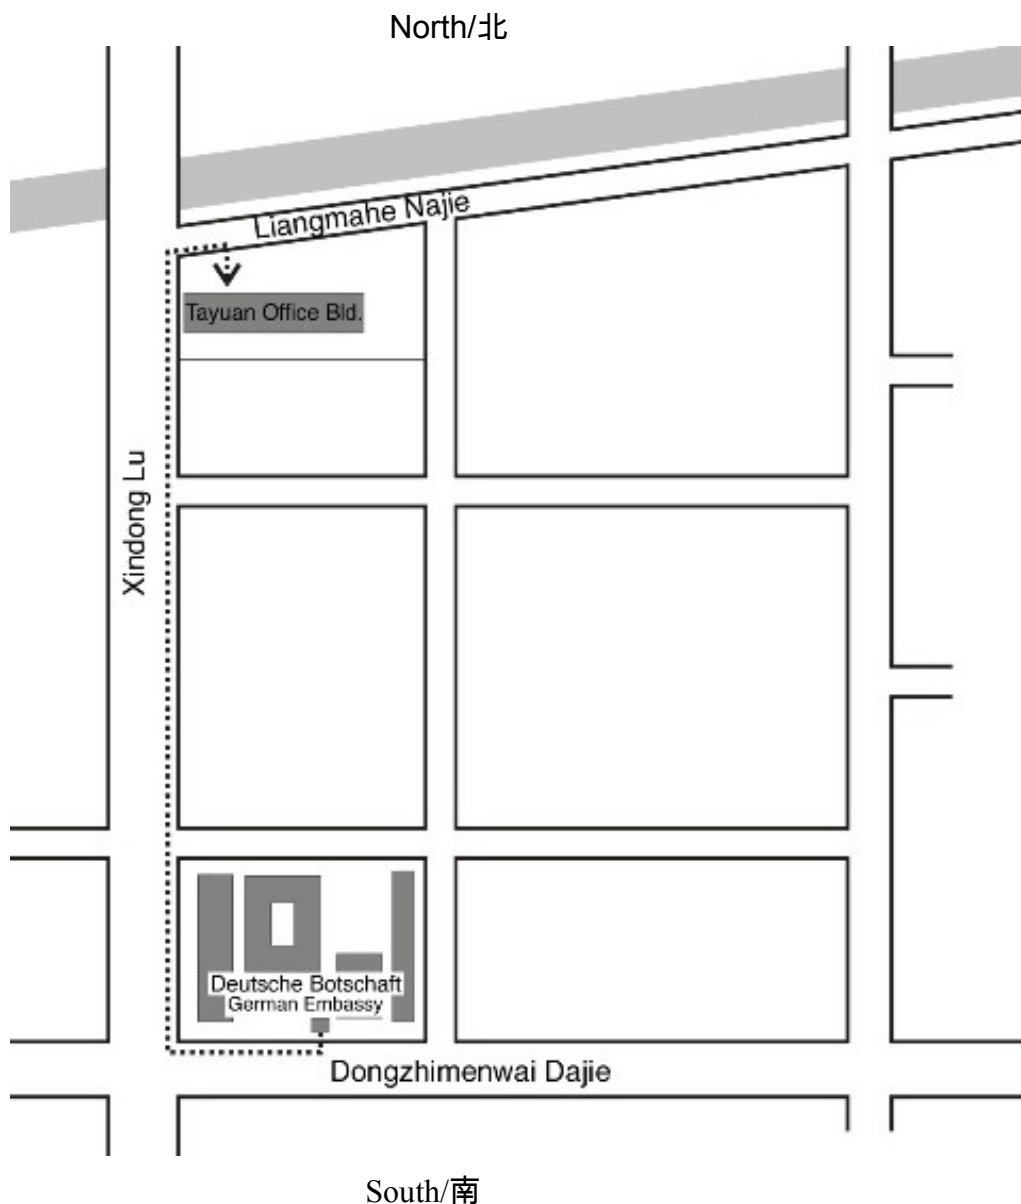 North/北
Liangmahe Najie
Tayuan Office Bld.
Xindong Lu
Deutsche Botschaft
German Embassy
Dongzhimenwai Dajie
South/南